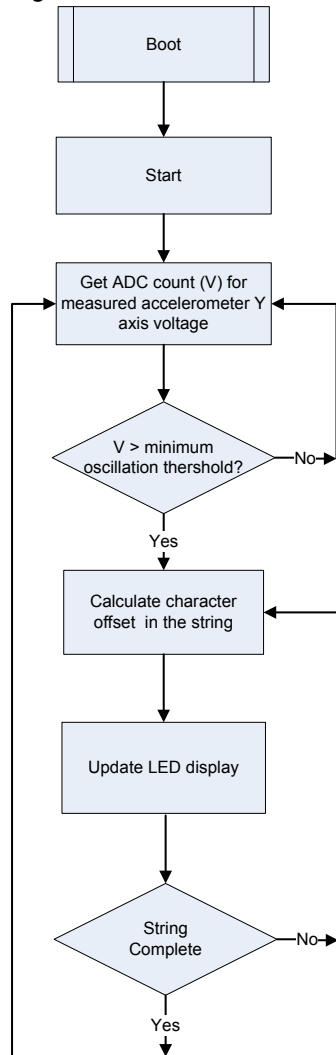 Boot
Start
Get ADC count (V) for
measured accelerometer Y
axis voltage
V > minimum
oscillation thershold?
No
Yes
Calculate character
offset in the string
Update LED display
String
Complete
No
Yes